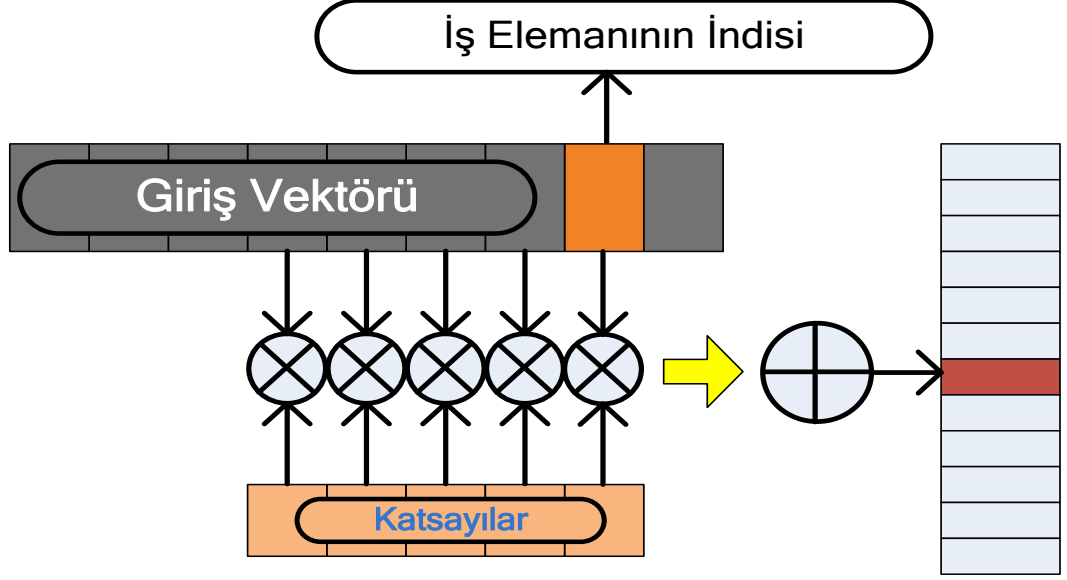 İş Elemanının İndisi
Giriş Vektörü
Katsayılar